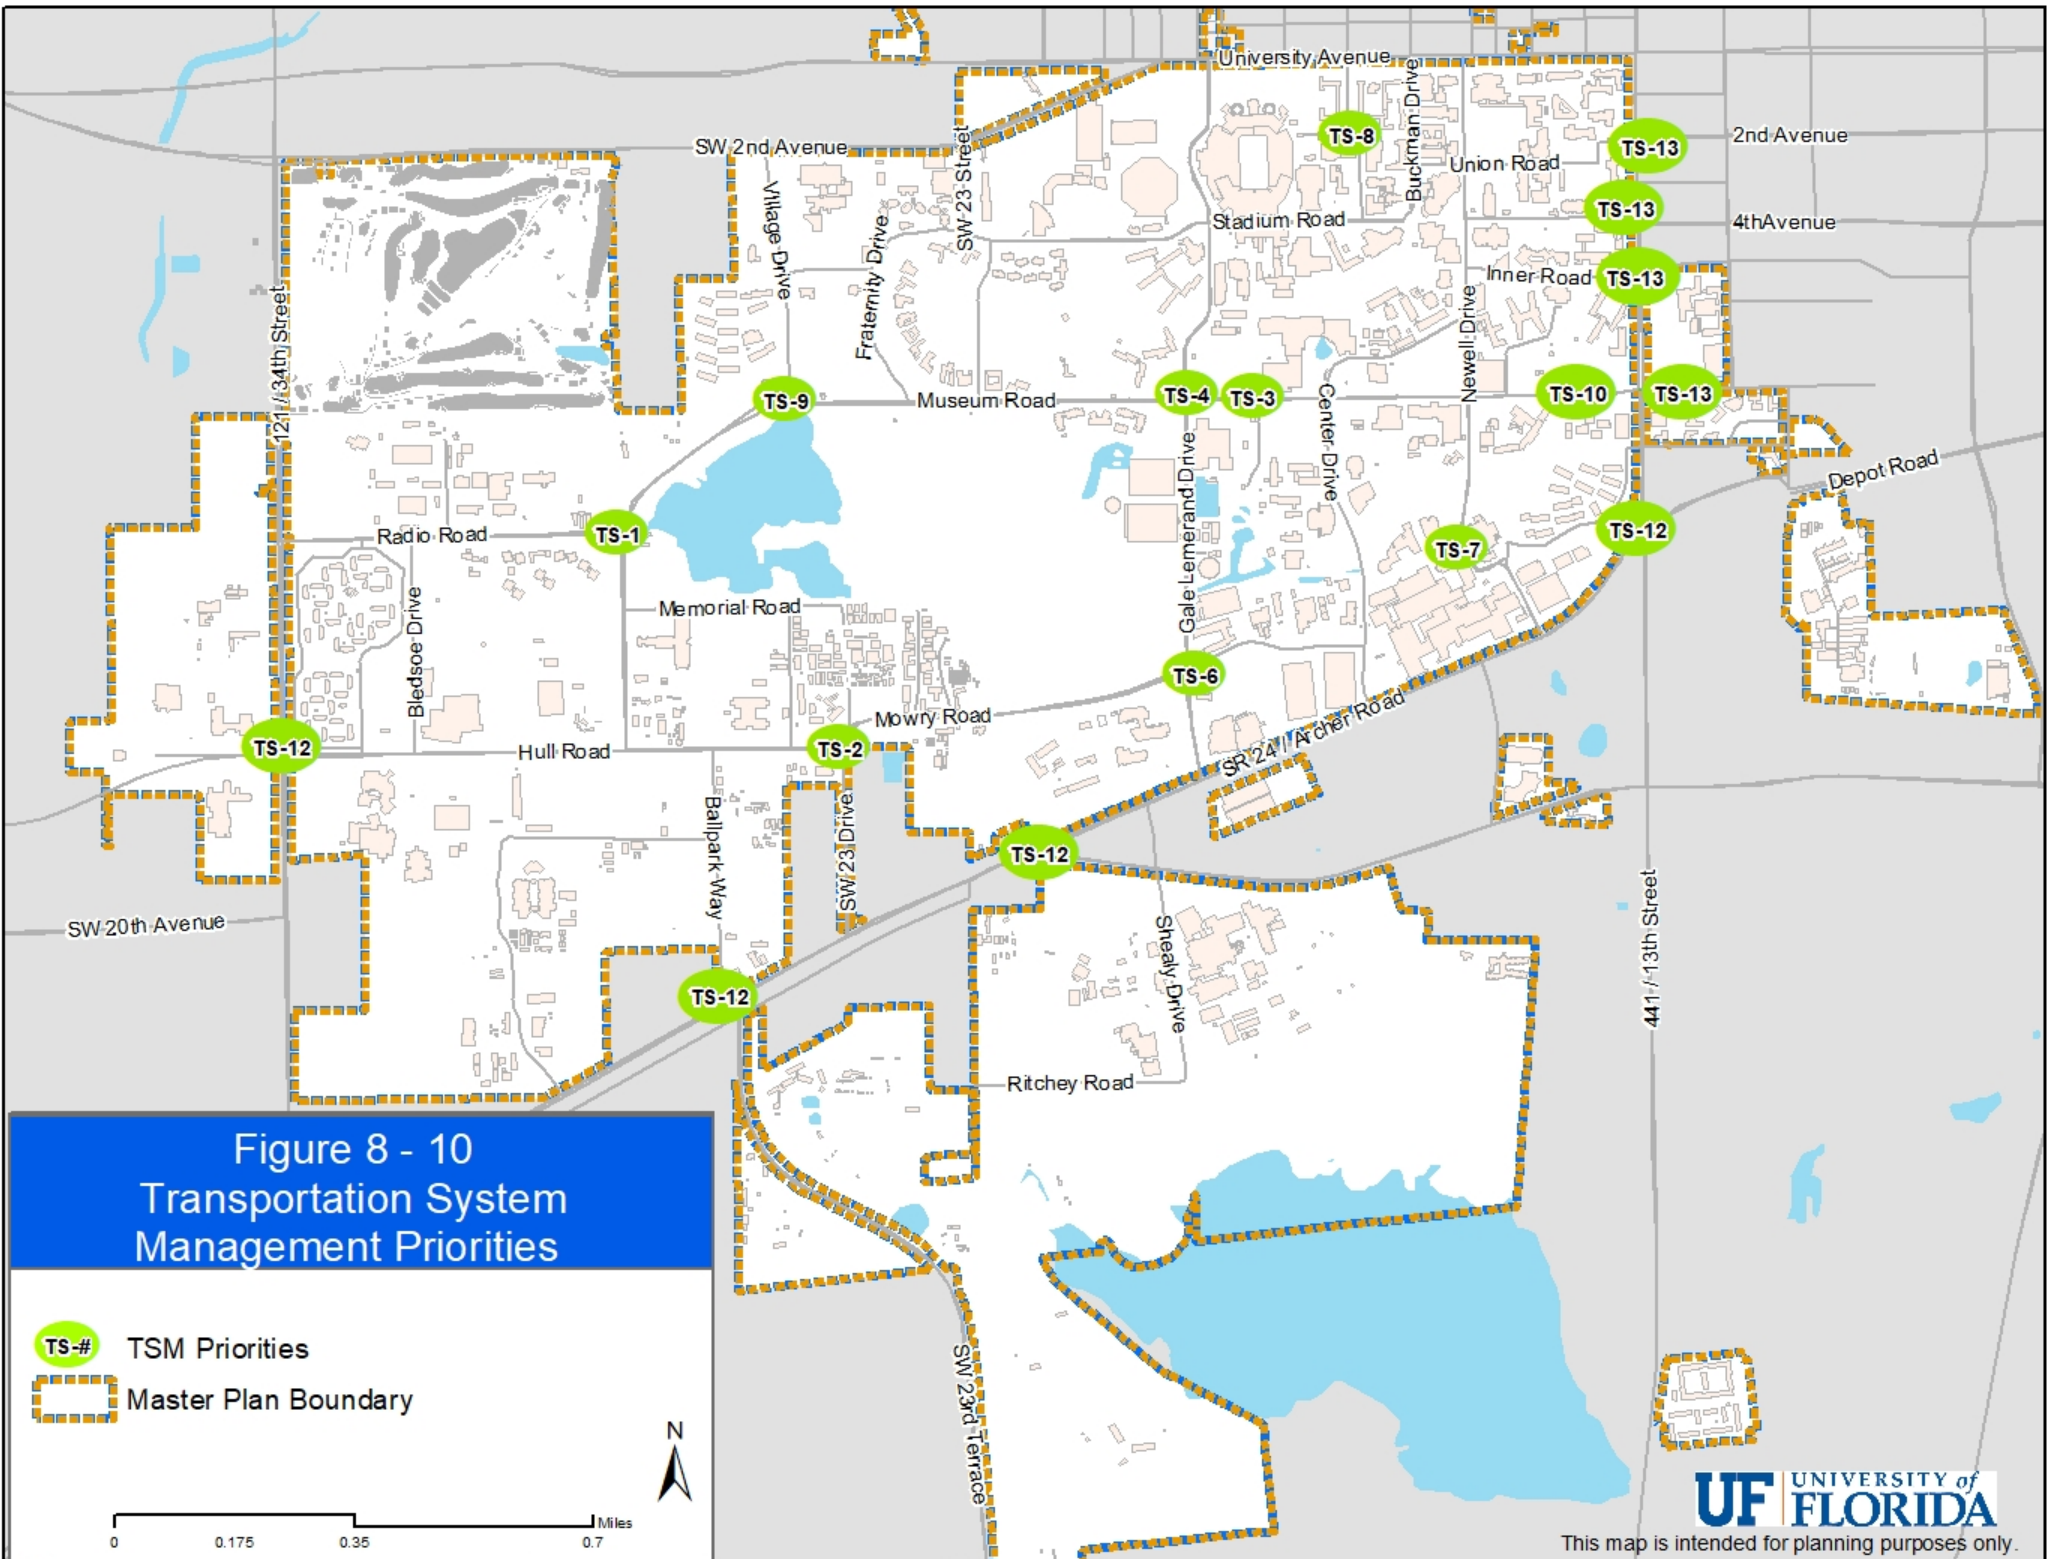 University Avenue
SW 2nd Avenue
SW 23 Street
Buckman Drive
TS-8
TS-13
2nd Avenue
Union Road
Village Drive
Fraternity Drive
Stadium Road
TS-13
4thAvenue
Inner Road
TS-13
121 / 34th Street
Newell Drive
TS-9
Museum Road
TS-4
TS-3
TS-10
TS-13
Center Drive
Gale Lemerand Drive
Depot Road
Radio Road
TS-1
TS-7
TS-12
Memorial Road
Bledsoe Drive
TS-6
Mowry Road
TS-12
Hull Road
TS-2
SR 24 / Archer Road
Ballpark Way
SW 23 Drive
TS-12
SW 20th Avenue
441 / 13th Street
Shealy Drive
TS-12
Ritchey Road
Figure 8 - 10
Transportation System
Management Priorities
TS-#
TSM Priorities
Master Plan Boundary
SW 23rd Terrace
N
Miles
0
0.175
0.35
0.7
UF UNIVERSITY of
FLORIDA
This map is intended for planning purposes only.